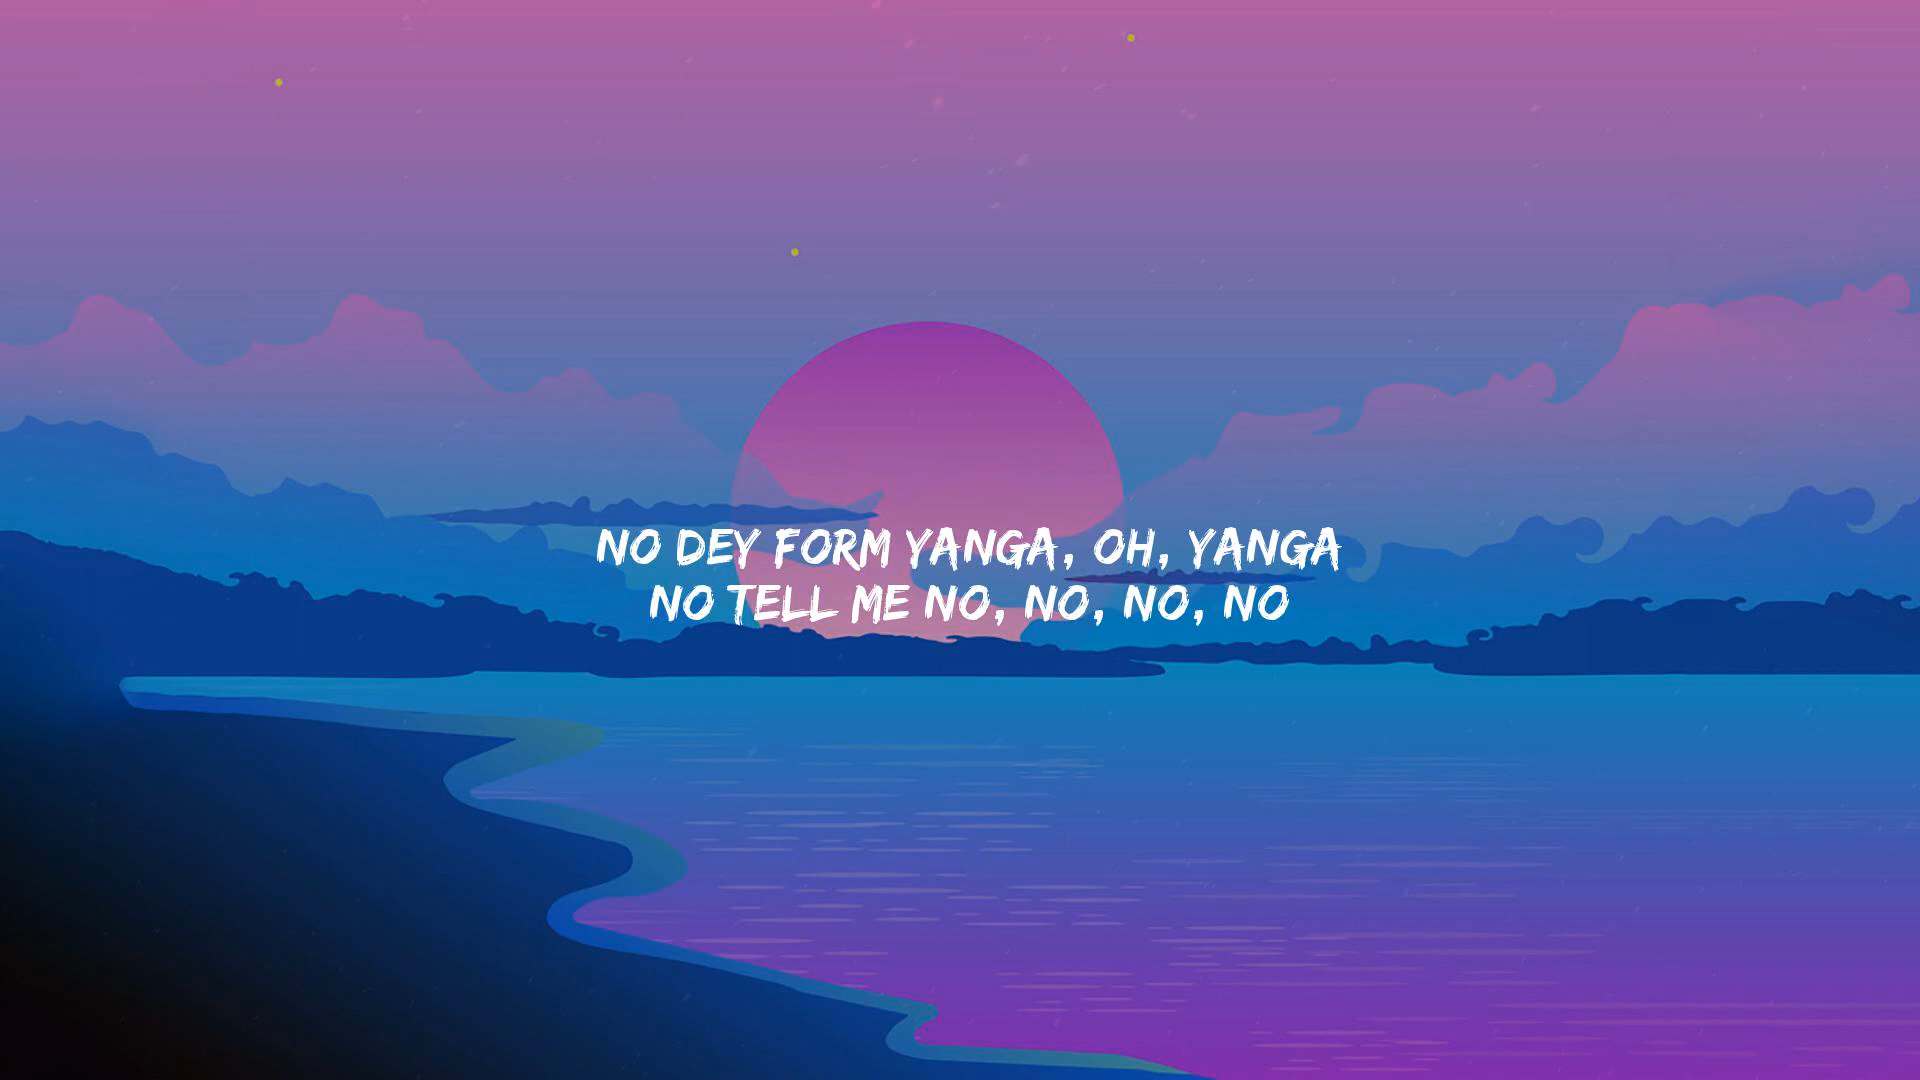 NO DEY FORM YANGA, OH, YANGA
NO TELL ME NO, NO, NO, NO